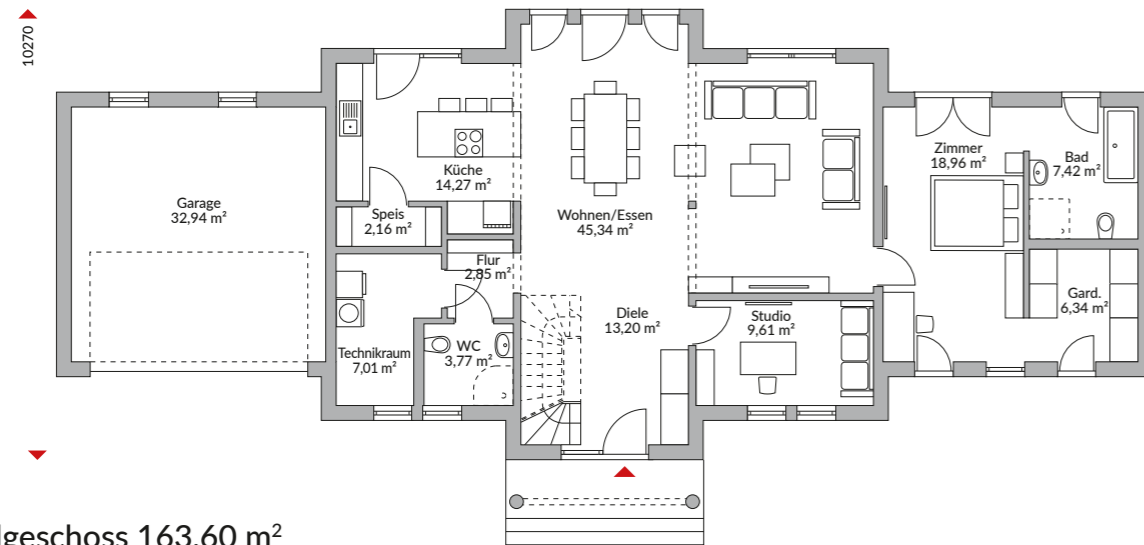 10270
Garage
32,94 m²
Küche
14,27 m²
Speis
2,16 m²
Flur
2,85 m²
Technikraum
7,01 m²
WC
3,77 m²
Wohnen/Essen
45,34 m²
Diele
13,20 m²
Studio
9,61 m²
Zimmer
18,96 m²
Bad
7,42 m²
Gard.
6,34 m²
dgeschoss 163,60 m²